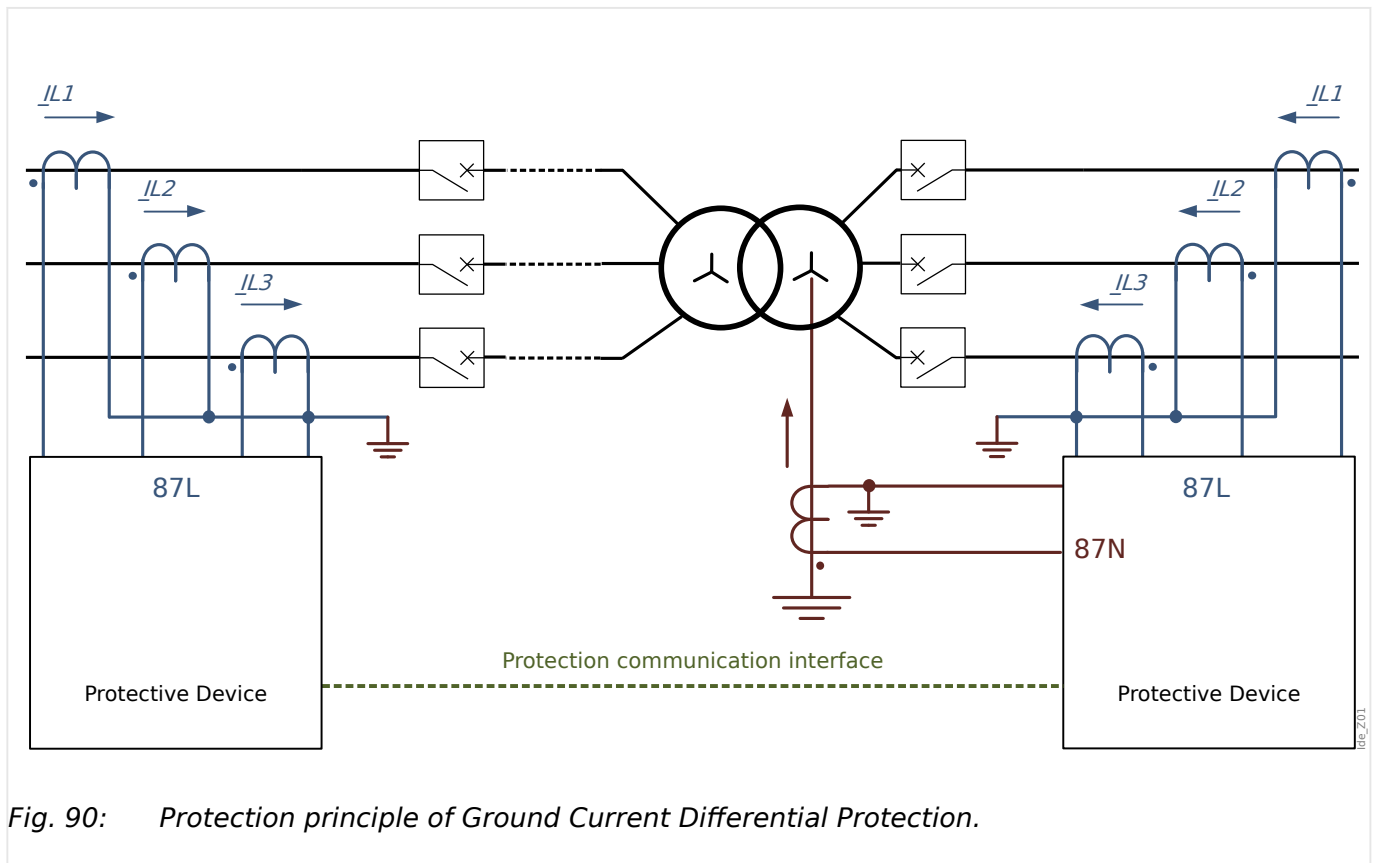 IL1
IL1
IL2
IL2
IL3
IL3
87L
87L
87N
Protection communication interface
Protective Device
Protective Device
lde_Z01
Fig. 90: Protection principle of Ground Current Differential Protection.